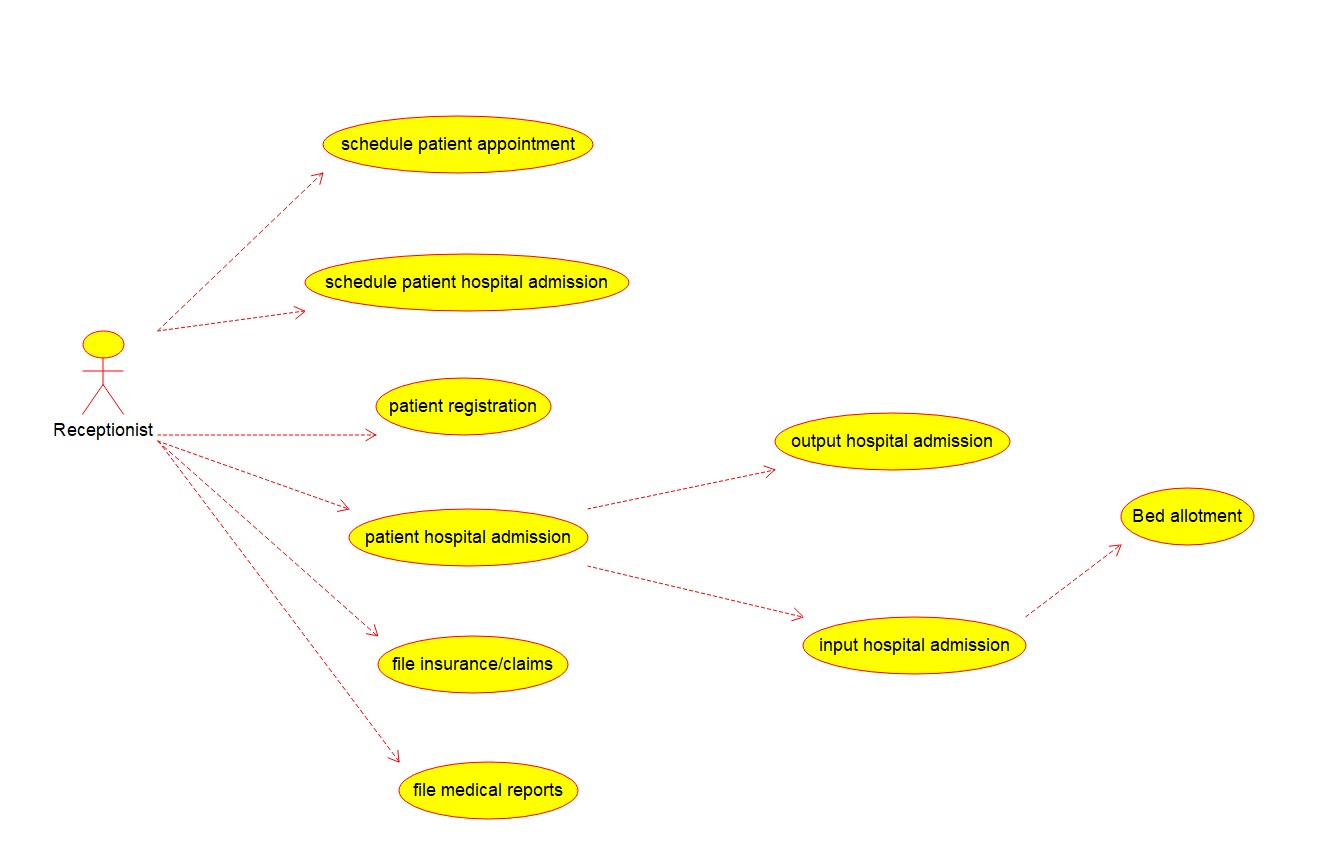 schedule patient appointment
schedule patient hospital admission
Receptionist
patient registration
patient hospital admission
file insurance/claims
file medical reports
output hospital admission
input hospital admission
Bed allotment